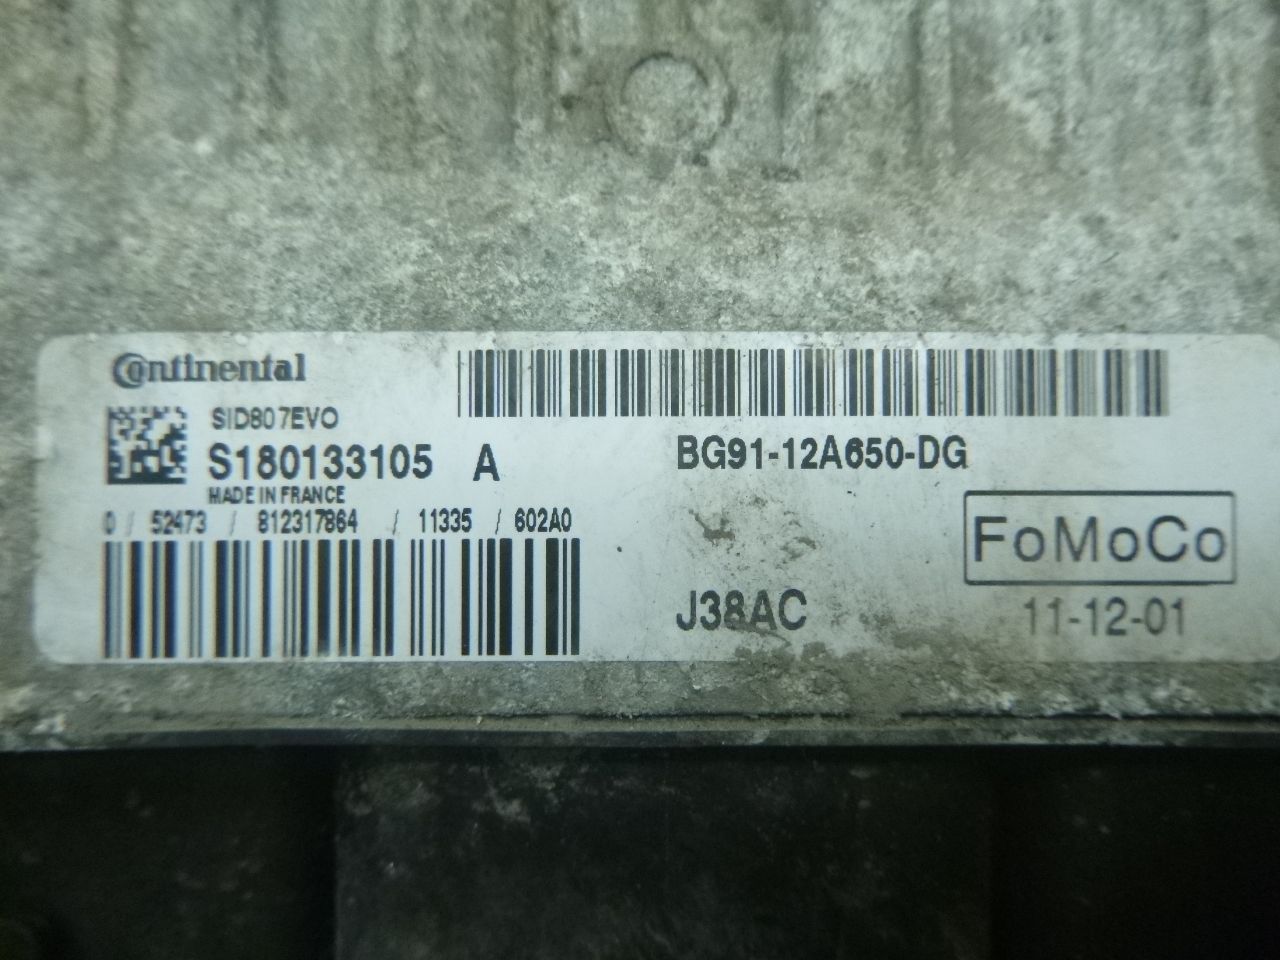 Continental
SID807EVO
S180133105 A
MADE IN FRANCE
0 / 52473 / 812317864 / 11335 / 602A0
BG91-12A650-DG
FoMoCo
J38AC
11-12-01